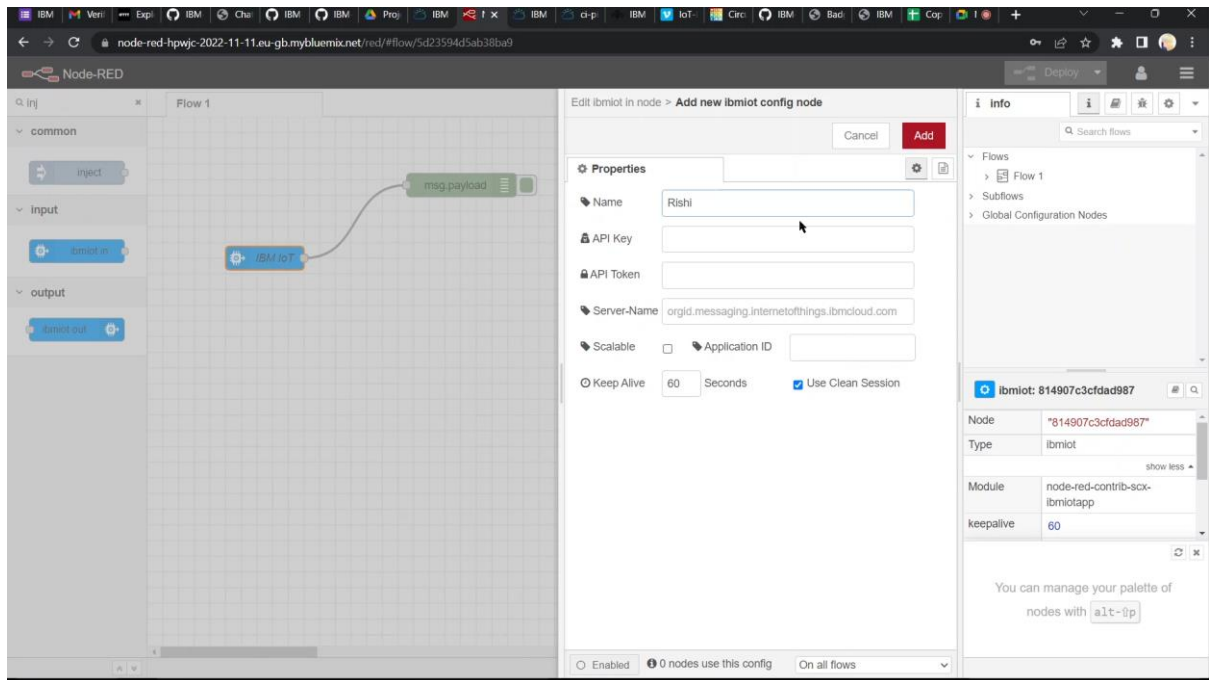 IBM Verif Expl IBM Cha IBM IBM Proj IBM IBM ci-p IBM IoT- Circ IBM Bad IBM Cop
node-red-hpwjc-2022-11-11.eu-gb.mybluemix.net/red/#flow/5d23594d5ab38ba9
Node-RED Deploy
inj
common
inject
input
ibmiot in
output
ibmiot out
Flow 1
msg.payload
IBM IoT
Edit ibmiot in node > Add new ibmiot config node
Cancel Add
Properties
Name Rishi
API Key
API Token
Server-Name orgid.messaging.internetofthings.ibmcloud.com
Scalable Application ID
Keep Alive 60 Seconds Use Clean Session
Enabled 0 nodes use this config On all flows
i info
Search flows
Flows
Flow 1
Subflows
Global Configuration Nodes
ibmiot: 814907c3cfdad987
Node "814907c3cfdad987"
Type ibmiot
show less
Module node-red-contrib-scx-
ibmiotapp
keepalive 60
You can manage your palette of
nodes with alt-⇧p